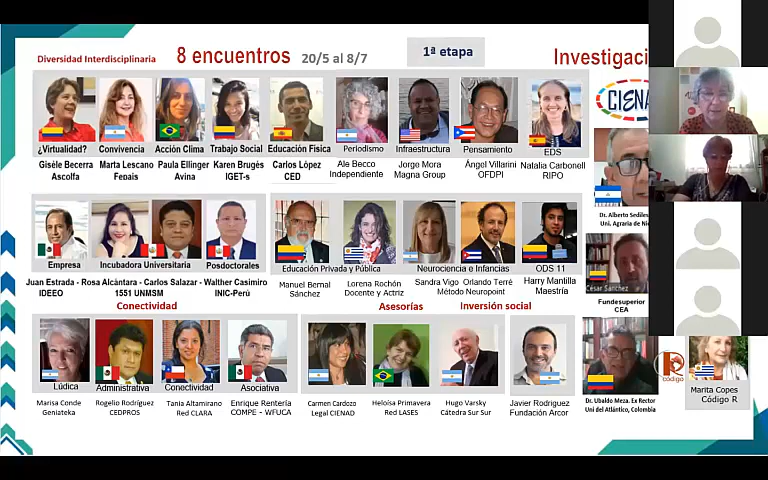 Diversidad Interdisciplinaria
8 encuentros 20/5 al 8/7
1ª etapa
Investigaci
CIENA
¿Virtualidad? Convivencia Acción Clima Trabajo Social Educación Física Periodismo Infraestructura Pensamiento EDS
Gisèle Becerra Marta Lescano Paula Ellinger Karen Brugés Carlos López Ale Becco Jorge Mora Ángel Villarini Natalia Carbonell
Ascolfa Fenais Avina IGET-s CED Independiente Magna Group OFDPI RIPO
Dr. Alberto Sediles
Uni. Agraria de Nic
Empresa Incubadora Universitaria Posdoctorales Educación Privada y Pública Neurociencia e Infancias ODS 11
Juan Estrada - Rosa Alcántara - Carlos Salazar - Walther Casimiro Manuel Bernal Lorena Rochón Sandra Vigo Orlando Terré Harry Mantilla
IDEEO 1551 UNMSM INIC-Perú Sánchez Docente y Actriz Método Neuropoint Maestría
César Sánchez
Fundesuperior
CEA
Conectividad Asesorías Inversión social
Lúdica Administrativa Conectividad Asociativa
Marisa Conde Rogelio Rodríguez Tania Altamirano Enrique Rentería Carmen Cardozo Heloísa Primavera Hugo Varsky Javier Rodriguez
Geniateka CEDPROS Red CLARA COMPE - WFUCA Legal CIENAD Red LASES Cátedra Sur Sur Fundación Arcor
Dr. Ubaldo Meza. Ex Rector
Uni del Atlántico, Colombia
R
código
Marita Copes
Código R